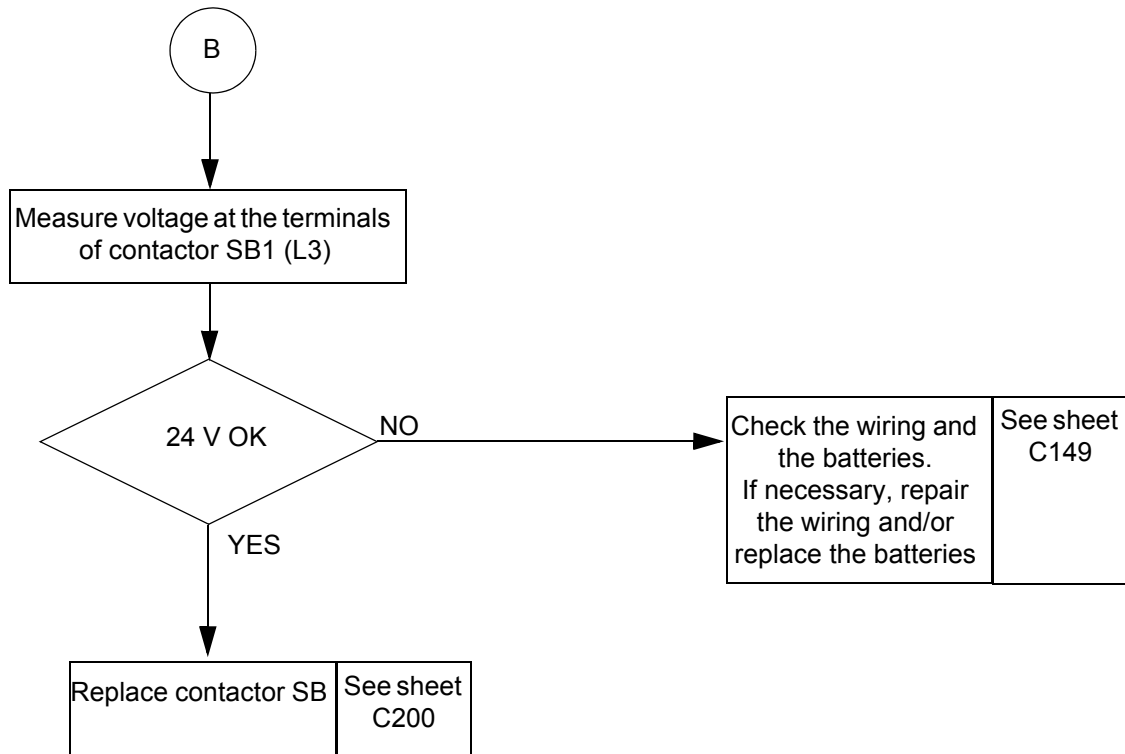 B
Measure voltage at the terminals
of contactor SB1 (L3)
24 V OK
NO
Check the wiring and
the batteries.
If necessary, repair
the wiring and/or
replace the batteries
See sheet
C149
YES
Replace contactor SB
See sheet
C200